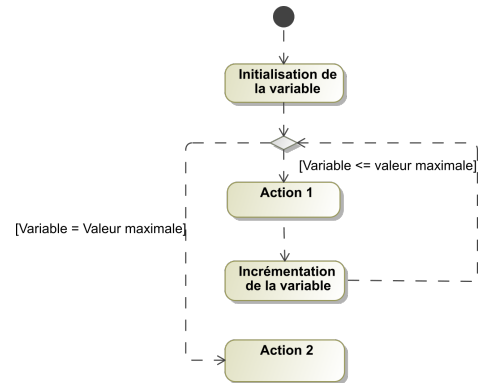 Initialisation de
la variable
[Variable <= valeur maximale]
Action 1
[Variable = Valeur maximale]
Incrémentation
de la variable
Action 2